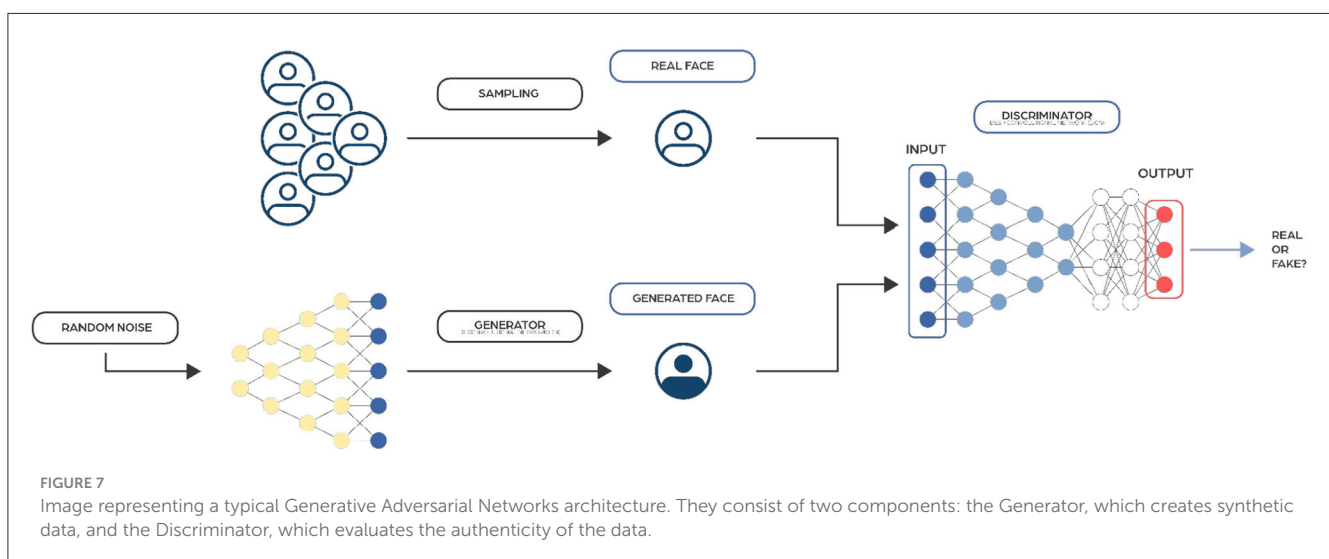 REAL FACE
SAMPLING
DISCRIMINATOR
INPUT
OUTPUT
REAL
OR
FAKE?
RANDOM NOISE
GENERATOR
GENERATED FACE
FIGURE 7
Image representing a typical Generative Adversarial Networks architecture. They consist of two components: the Generator, which creates synthetic
data, and the Discriminator, which evaluates the authenticity of the data.